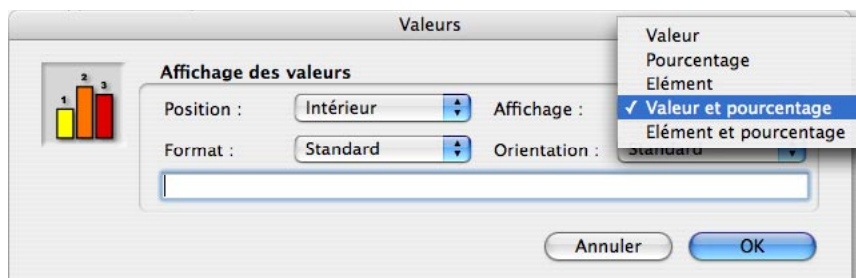 Valeurs
1 2 3
Affichage des valeurs
Position : Intérieur Affichage :
Format : Standard Orientation : Standard
Valeur
Pourcentage
Elément
✓ Valeur et pourcentage
Elément et pourcentage
Annuler OK